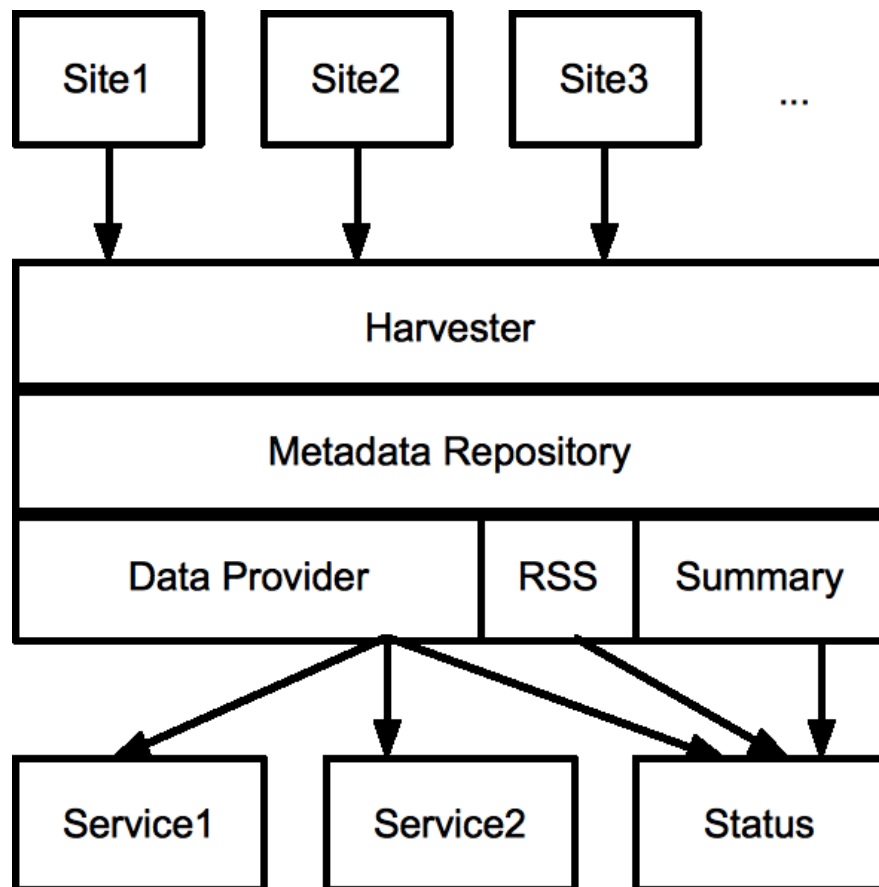 Site1 Site2 Site3 ...
Harvester
Metadata Repository
Data Provider RSS Summary
Service1 Service2 Status